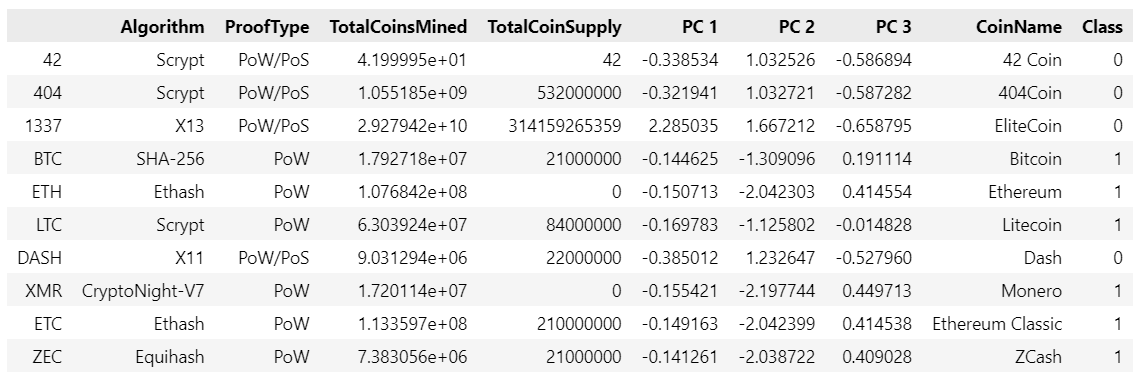 Algorithm ProofType TotalCoinsMined TotalCoinSupply PC 1 PC 2 PC 3 CoinName Class
42 Scrypt PoW/PoS 4.199995e+01 42 -0.338534 1.032526 -0.586894 42 Coin 0
404 Scrypt PoW/PoS 1.055185e+09 532000000 -0.321941 1.032721 -0.587282 404Coin 0
1337 X13 PoW/PoS 2.927942e+10 314159265359 2.285035 1.667212 -0.658795 EliteCoin 0
BTC SHA-256 PoW 1.792718e+07 21000000 -0.144625 -1.309096 0.191114 Bitcoin 1
ETH Ethash PoW 1.076842e+08 0 -0.150713 -2.042303 0.414554 Ethereum 1
LTC Scrypt PoW 6.303924e+07 84000000 -0.169783 -1.125802 -0.014828 Litecoin 1
DASH X11 PoW/PoS 9.031294e+06 22000000 -0.385012 1.232647 -0.527960 Dash 0
XMR CryptoNight-V7 PoW 1.720114e+07 0 -0.155421 -2.197744 0.449713 Monero 1
ETC Ethash PoW 1.133597e+08 210000000 -0.149163 -2.042399 0.414538 Ethereum Classic 1
ZEC Equihash PoW 7.383056e+06 21000000 -0.141261 -2.038722 0.409028 ZCash 1